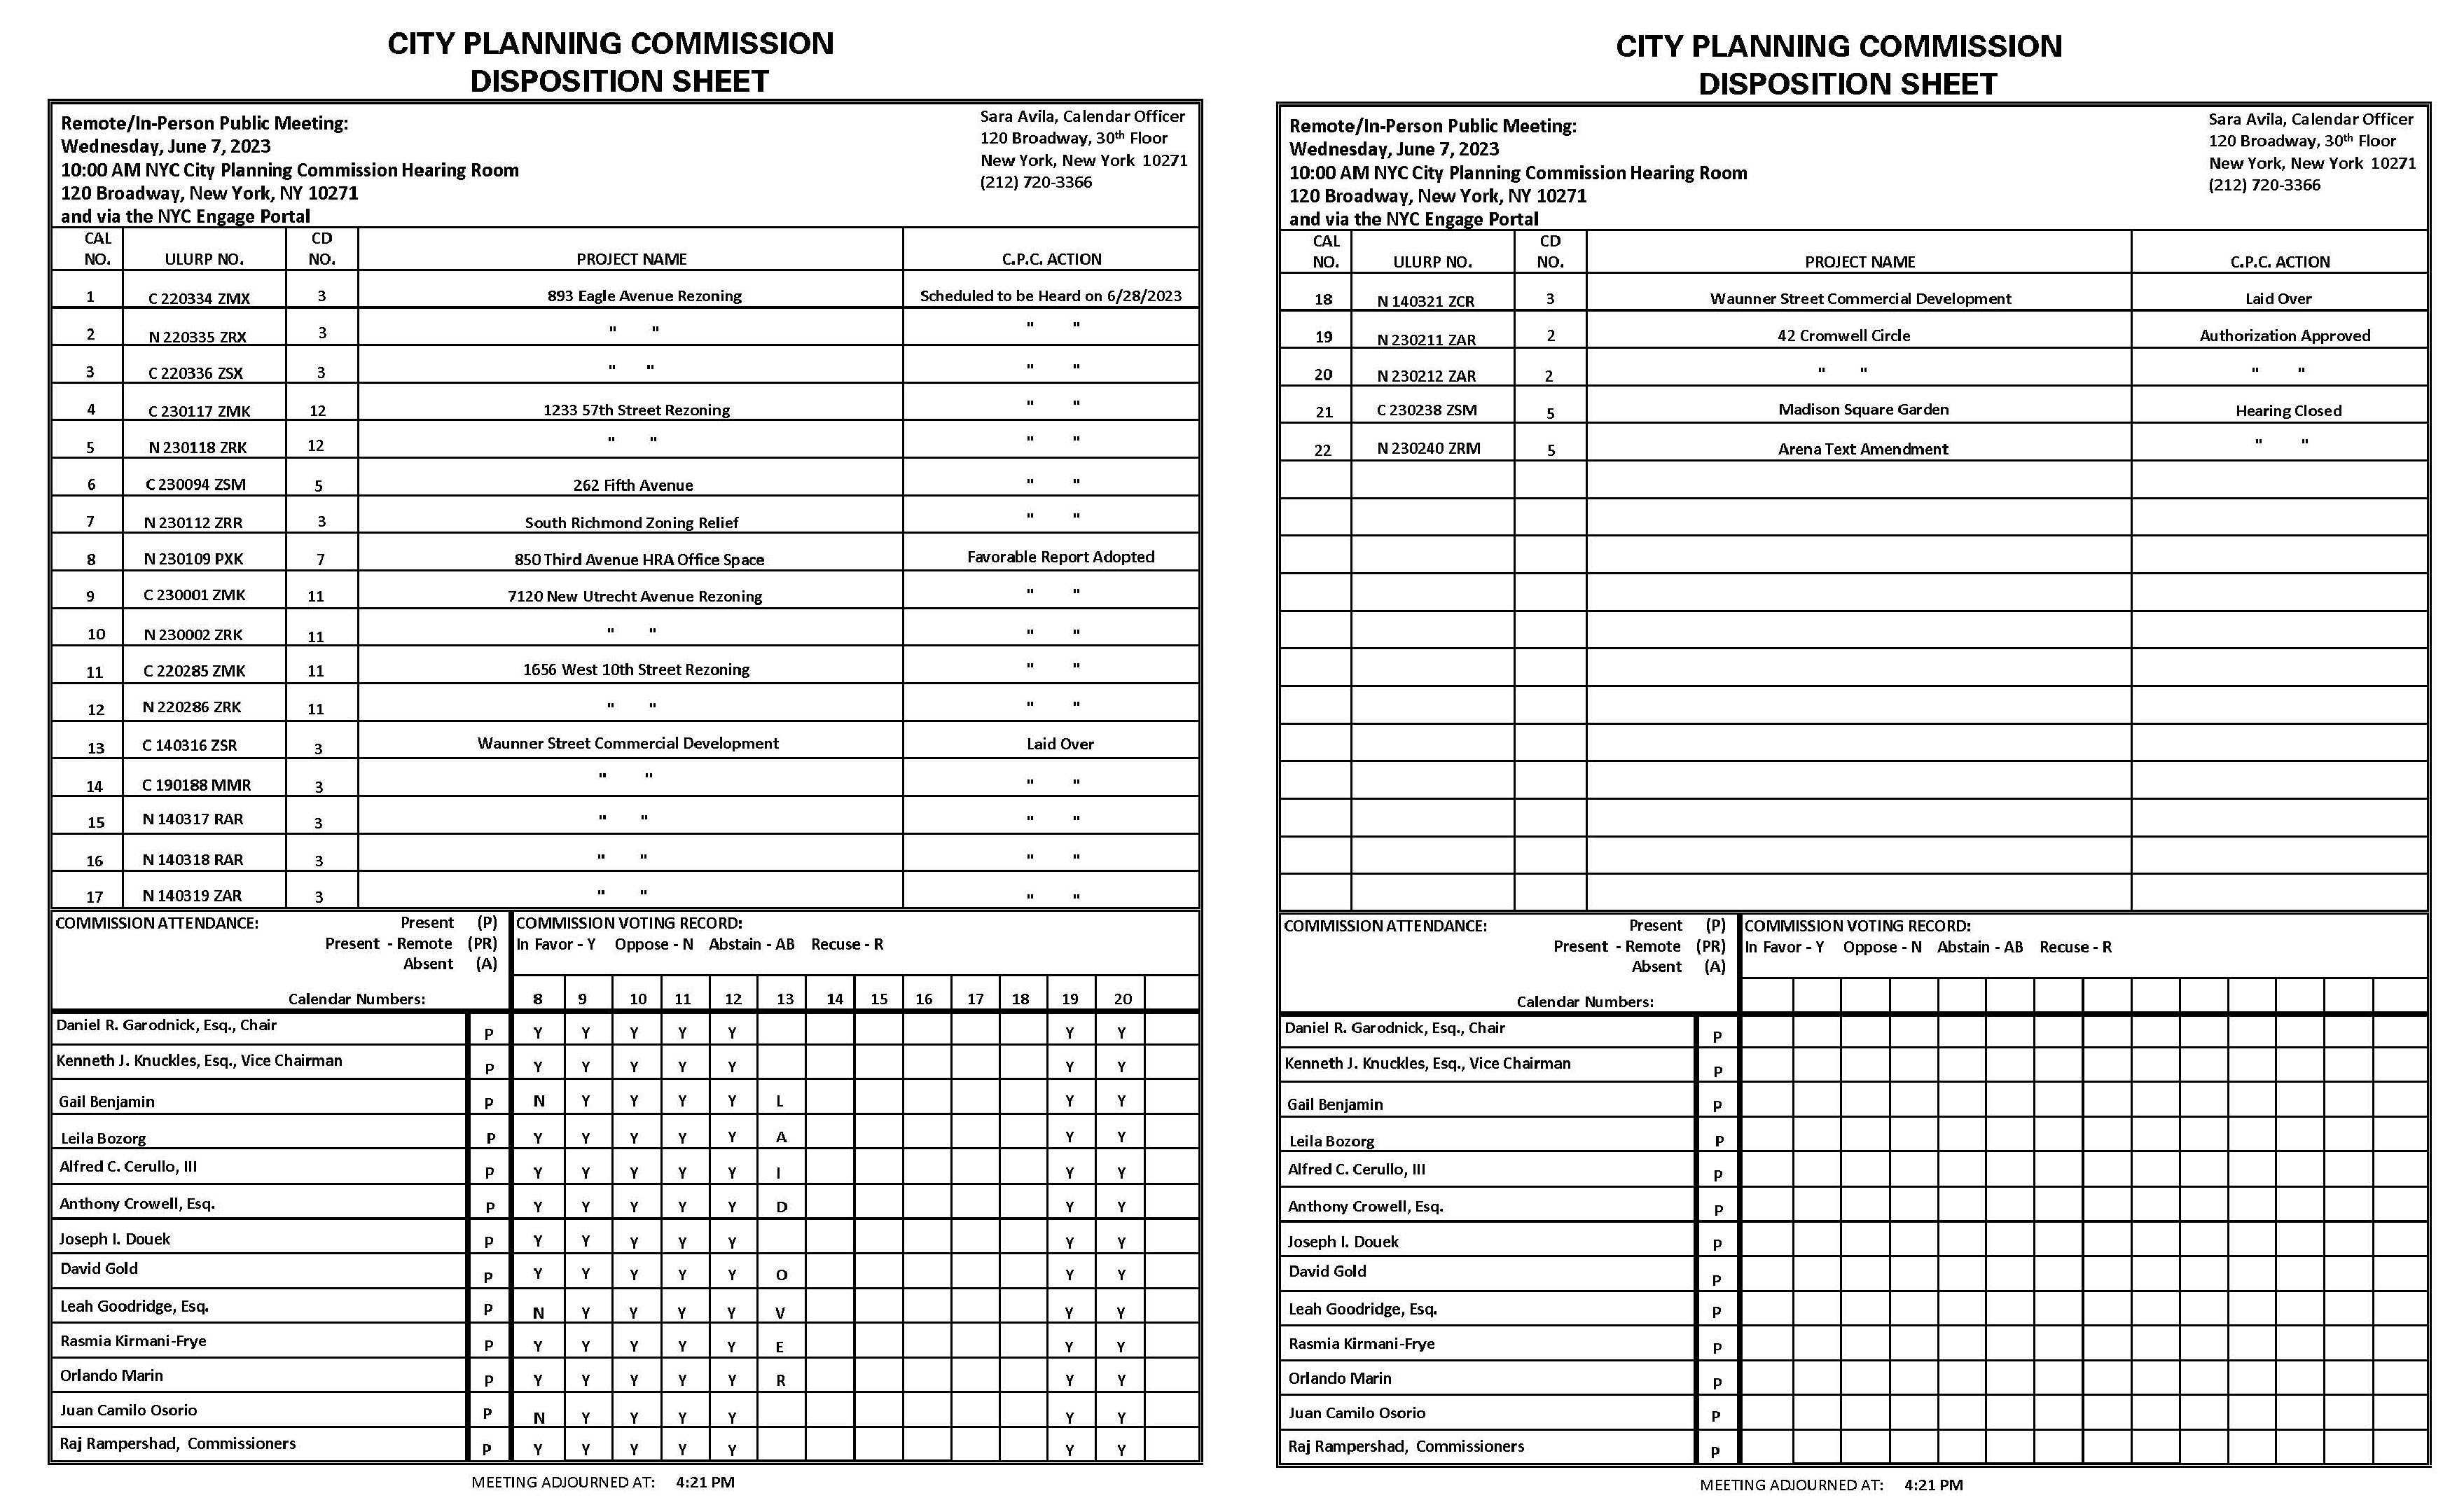 CITY PLANNING COMMISSION
DISPOSITION SHEET
Remote/In-Person Public Meeting:
Wednesday, June 7, 2023
10:00 AM NYC City Planning Commission Hearing Room
120 Broadway, New York, NY 10271
and via the NYC Engage Portal
Sara Avila, Calendar Officer
120 Broadway, 30th Floor
New York, New York 10271
(212) 720-3366
CAL NO. ULURP NO. CD NO. PROJECT NAME C.P.C. ACTION
1 C 220334 ZMX 3 893 Eagle Avenue Rezoning Scheduled to be Heard on 6/28/2023
2 N 220335 ZRX 3 " " " "
3 C 220336 ZSX 3 " " " "
4 C 230117 ZMK 12 1233 57th Street Rezoning " "
5 N 230118 ZRK 12 " " " "
6 C 230094 ZSM 5 262 Fifth Avenue " "
7 N 230112 ZRR 3 South Richmond Zoning Relief " "
8 N 230109 PXK 7 850 Third Avenue HRA Office Space Favorable Report Adopted
9 C 230001 ZMK 11 7120 New Utrecht Avenue Rezoning " "
10 N 230002 ZRK 11 " " " "
11 C 220285 ZMK 11 1656 West 10th Street Rezoning " "
12 N 220286 ZRK 11 " " " "
13 C 140316 ZSR 3 Waunner Street Commercial Development Laid Over
14 C 190188 MMR 3 " " " "
15 N 140317 RAR 3 " " " "
16 N 140318 RAR 3 " " " "
17 N 140319 ZAR 3 " " " "
COMMISSION ATTENDANCE: Present (P)
Present - Remote (PR)
Absent (A)
COMMISSION VOTING RECORD:
In Favor - Y Oppose - N Abstain - AB Recuse - R
Calendar Numbers: 8 9 10 11 12 13 14 15 16 17 18 19 20
Daniel R. Garodnick, Esq., Chair P Y Y Y Y Y Y Y
Kenneth J. Knuckles, Esq., Vice Chairman P Y Y Y Y Y Y Y
Gail Benjamin P N Y Y Y Y L Y Y
Leila Bozorg P Y Y Y Y Y A Y Y
Alfred C. Cerullo, III P Y Y Y Y Y I Y Y
Anthony Crowell, Esq. P Y Y Y Y Y D Y Y
Joseph I. Douek P Y Y Y Y Y Y Y
David Gold P Y Y Y Y Y O Y Y
Leah Goodridge, Esq. P N Y Y Y Y V Y Y
Rasmia Kirmani-Frye P Y Y Y Y Y E Y Y
Orlando Marin P Y Y Y Y Y R Y Y
Juan Camilo Osorio P N Y Y Y Y Y Y
Raj Rampershad, Commissioners P Y Y Y Y Y Y Y
MEETING ADJOURNED AT: 4:21 PM
CITY PLANNING COMMISSION
DISPOSITION SHEET
Remote/In-Person Public Meeting:
Wednesday, June 7, 2023
10:00 AM NYC City Planning Commission Hearing Room
120 Broadway, New York, NY 10271
and via the NYC Engage Portal
Sara Avila, Calendar Officer
120 Broadway, 30th Floor
New York, New York 10271
(212) 720-3366
CAL NO. ULURP NO. CD NO. PROJECT NAME C.P.C. ACTION
18 N 140321 ZCR 3 Waunner Street Commercial Development Laid Over
19 N 230211 ZAR 2 42 Cromwell Circle Authorization Approved
20 N 230212 ZAR 2 " " " "
21 C 230238 ZSM 5 Madison Square Garden Hearing Closed
22 N 230240 ZRM 5 Arena Text Amendment " "
COMMISSION ATTENDANCE: Present (P)
Present - Remote (PR)
Absent (A)
COMMISSION VOTING RECORD:
In Favor - Y Oppose - N Abstain - AB Recuse - R
Calendar Numbers:
Daniel R. Garodnick, Esq., Chair P
Kenneth J. Knuckles, Esq., Vice Chairman P
Gail Benjamin P
Leila Bozorg P
Alfred C. Cerullo, III P
Anthony Crowell, Esq. P
Joseph I. Douek P
David Gold P
Leah Goodridge, Esq. P
Rasmia Kirmani-Frye P
Orlando Marin P
Juan Camilo Osorio P
Raj Rampershad, Commissioners P
MEETING ADJOURNED AT: 4:21 PM